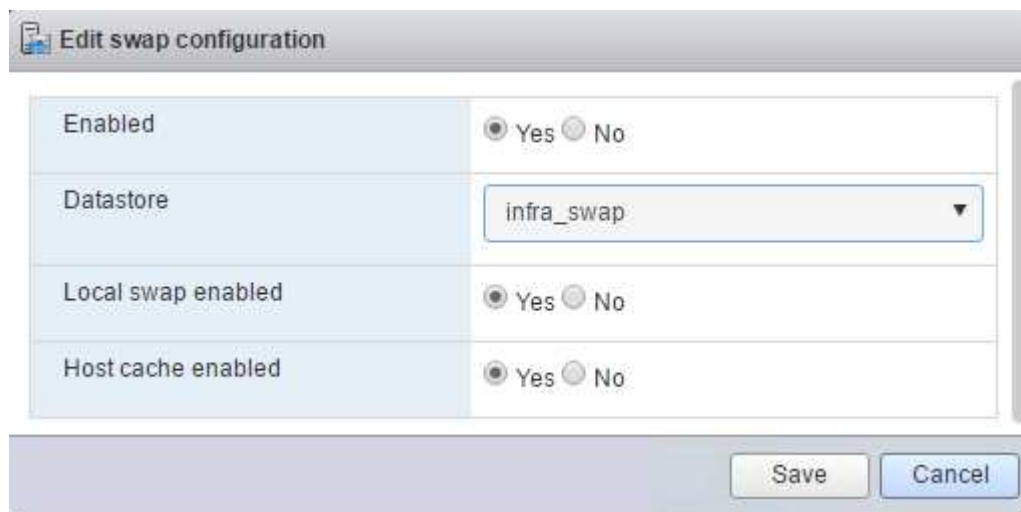 Edit swap configuration
Enabled Yes No
Datastore infra_swap
Local swap enabled Yes No
Host cache enabled Yes No
Save Cancel